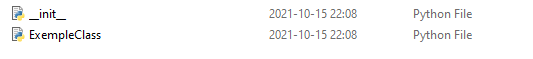 __init__ 2021-10-15 22:08 Python File
ExempleClass 2021-10-15 22:08 Python File